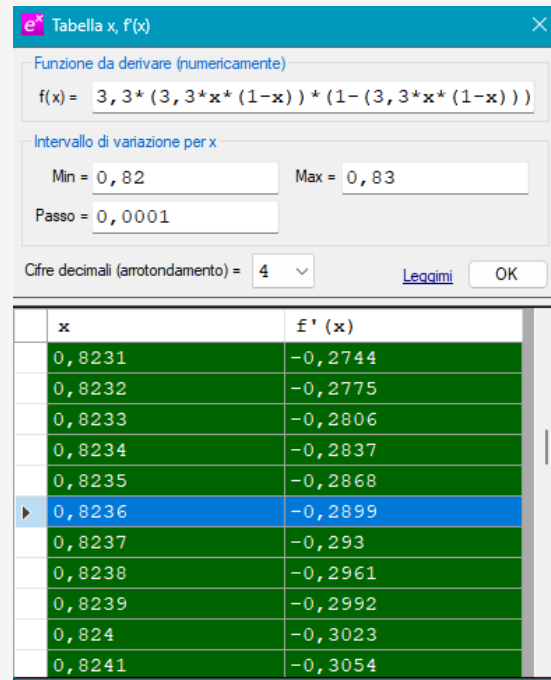 eˣ Tabella x, f'(x)
Funzione da derivare (numericamente)
f(x) = 3,3*(3,3*x*(1-x))*(1-(3,3*x*(1-x)))
Intervallo di variazione per x
Min = 0,82 Max = 0,83
Passo = 0,0001
Cifre decimali (arrotondamento) = 4 Leggimi OK
x f'(x)
0,8231 -0,2744
0,8232 -0,2775
0,8233 -0,2806
0,8234 -0,2837
0,8235 -0,2868
0,8236 -0,2899
0,8237 -0,293
0,8238 -0,2961
0,8239 -0,2992
0,824 -0,3023
0,8241 -0,3054